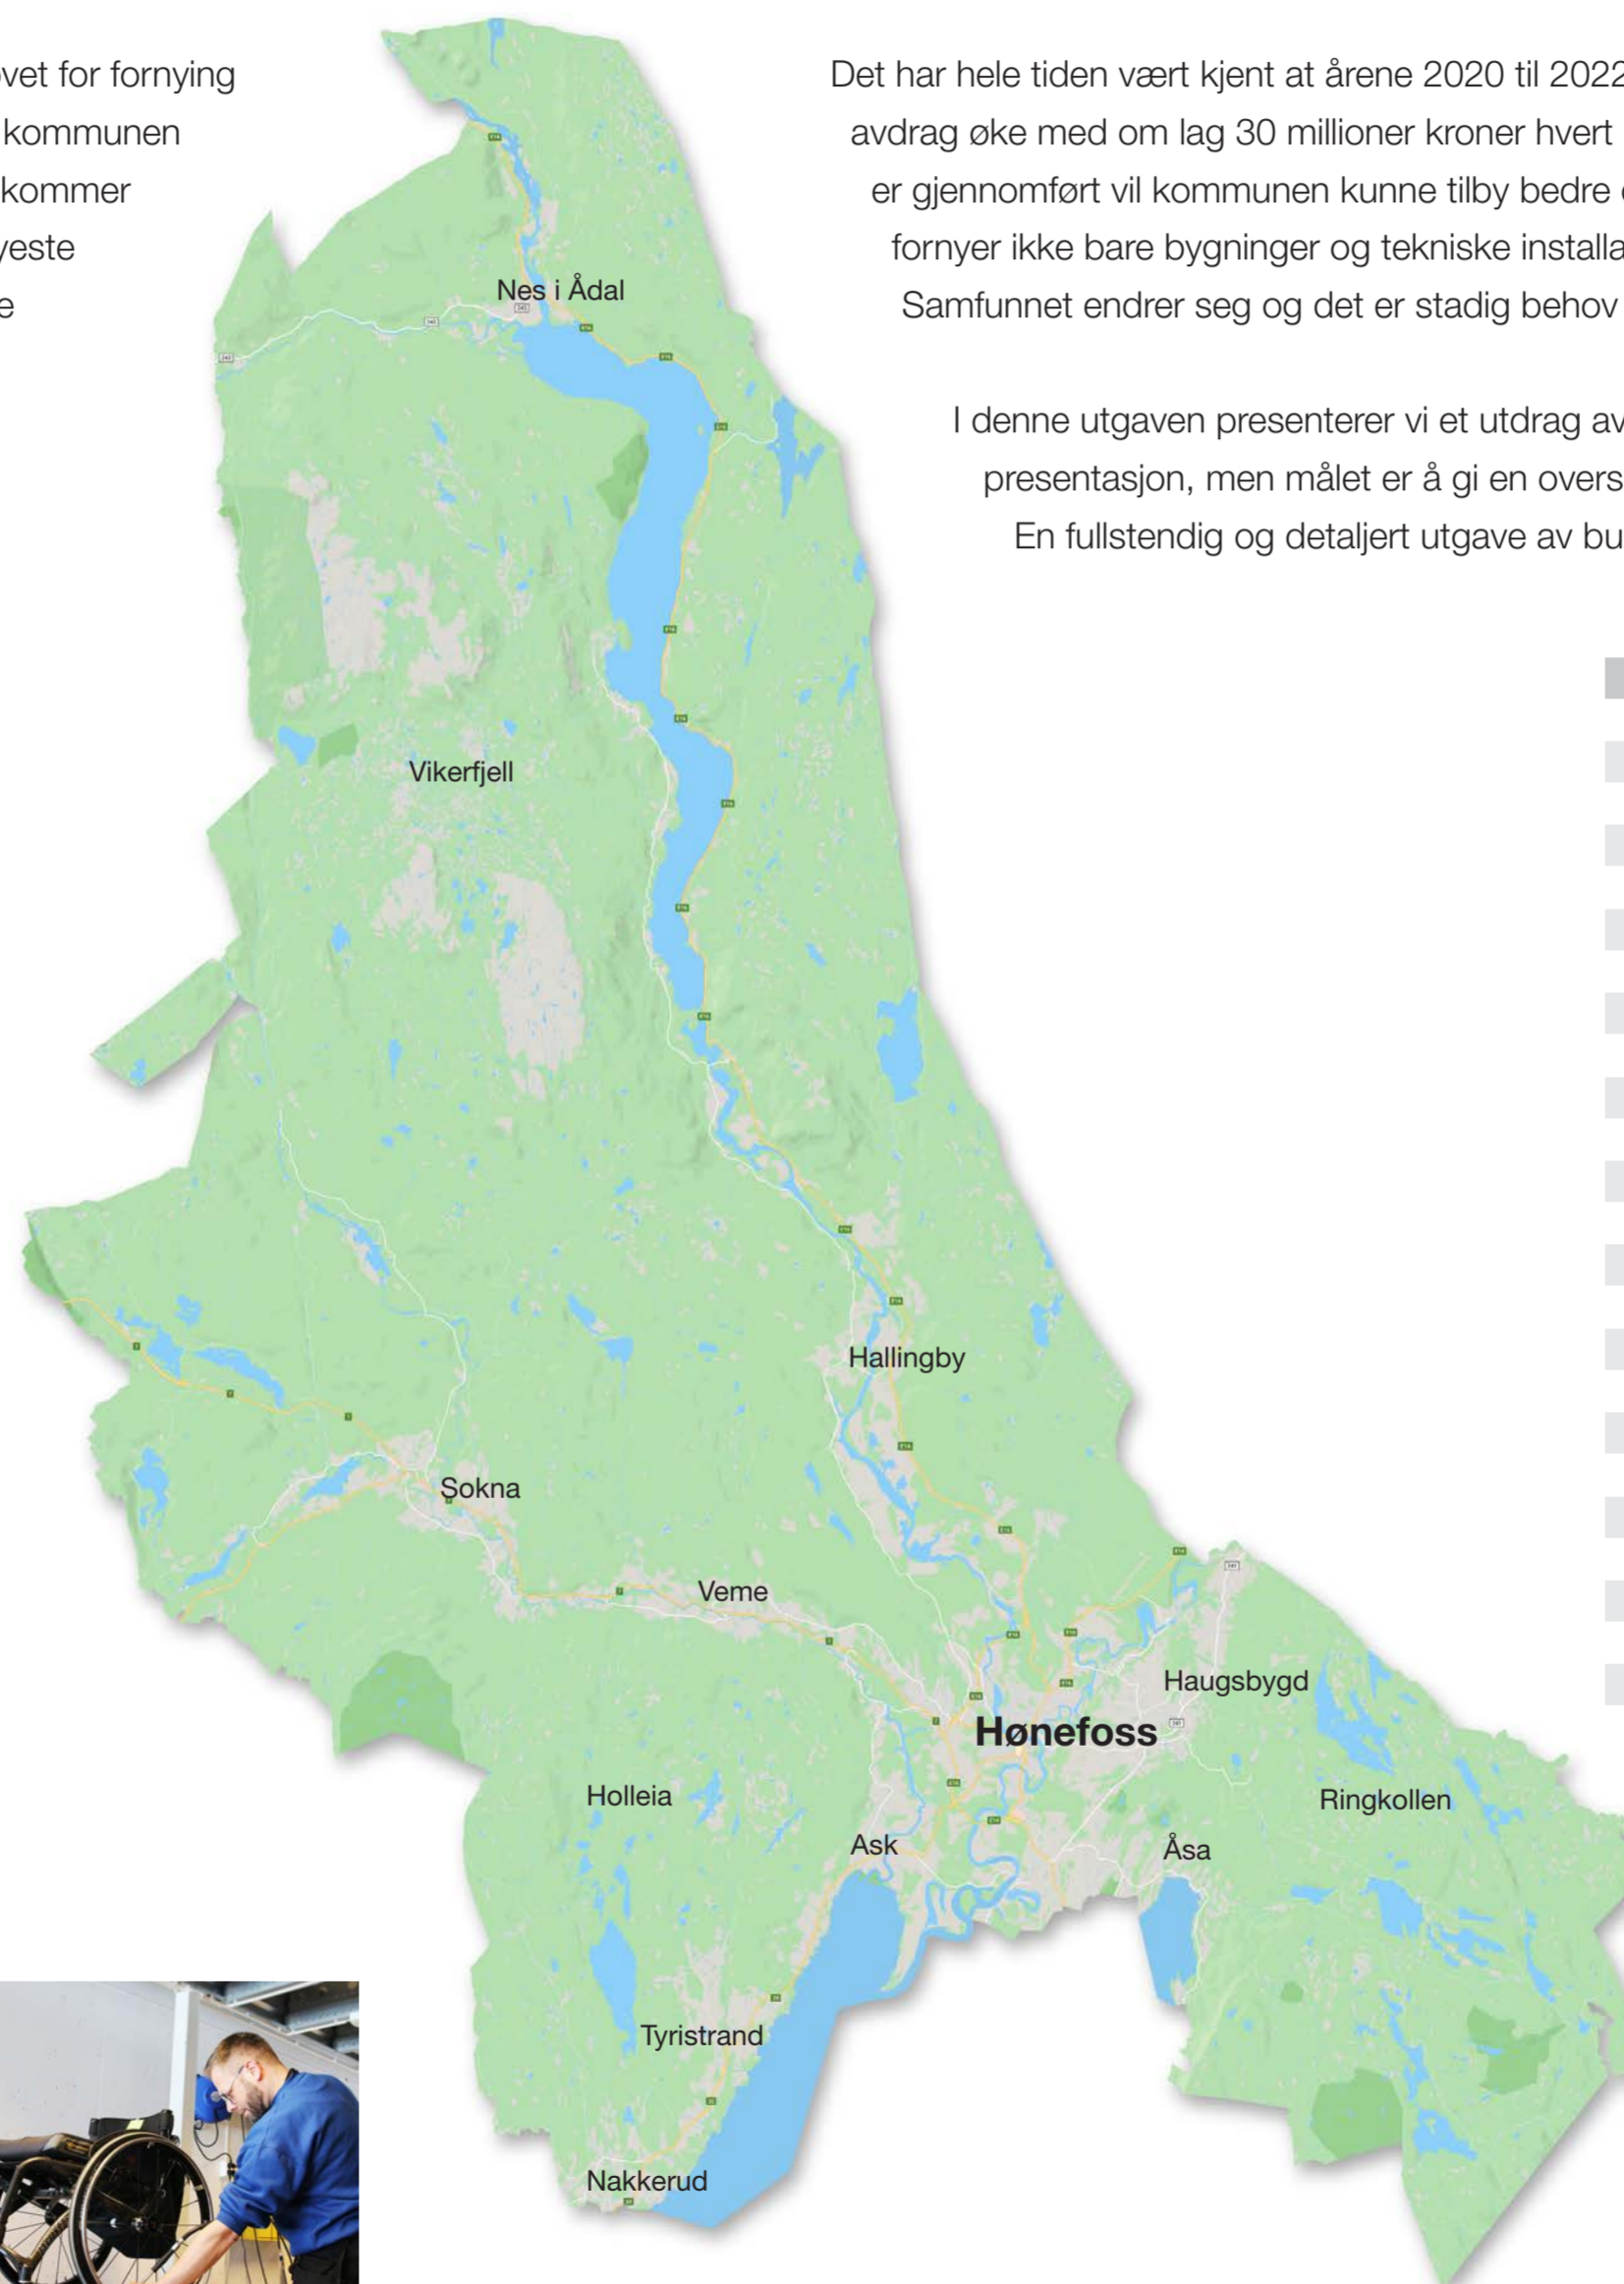 vet for fornying
kommunen
kommer
yeste
e
Det har hele tiden vært kjent at årene 2020 til 2022
avdrag øke med om lag 30 millioner kroner hvert
er gjennomført vil kommunen kunne tilby bedre
fornyer ikke bare bygninger og tekniske installa
Samfunnet endrer seg og det er stadig behov
I denne utgaven presenterer vi et utdrag av
presentasjon, men målet er å gi en overs
En fullstendig og detaljert utgave av bu
Nes i Ådal
Vikerfjell
Hallingby
Sokna
Veme
Haugsbygd
Hønefoss
Holleia
Ringkollen
Ask
Åsa
Tyristrand
Nakkerud